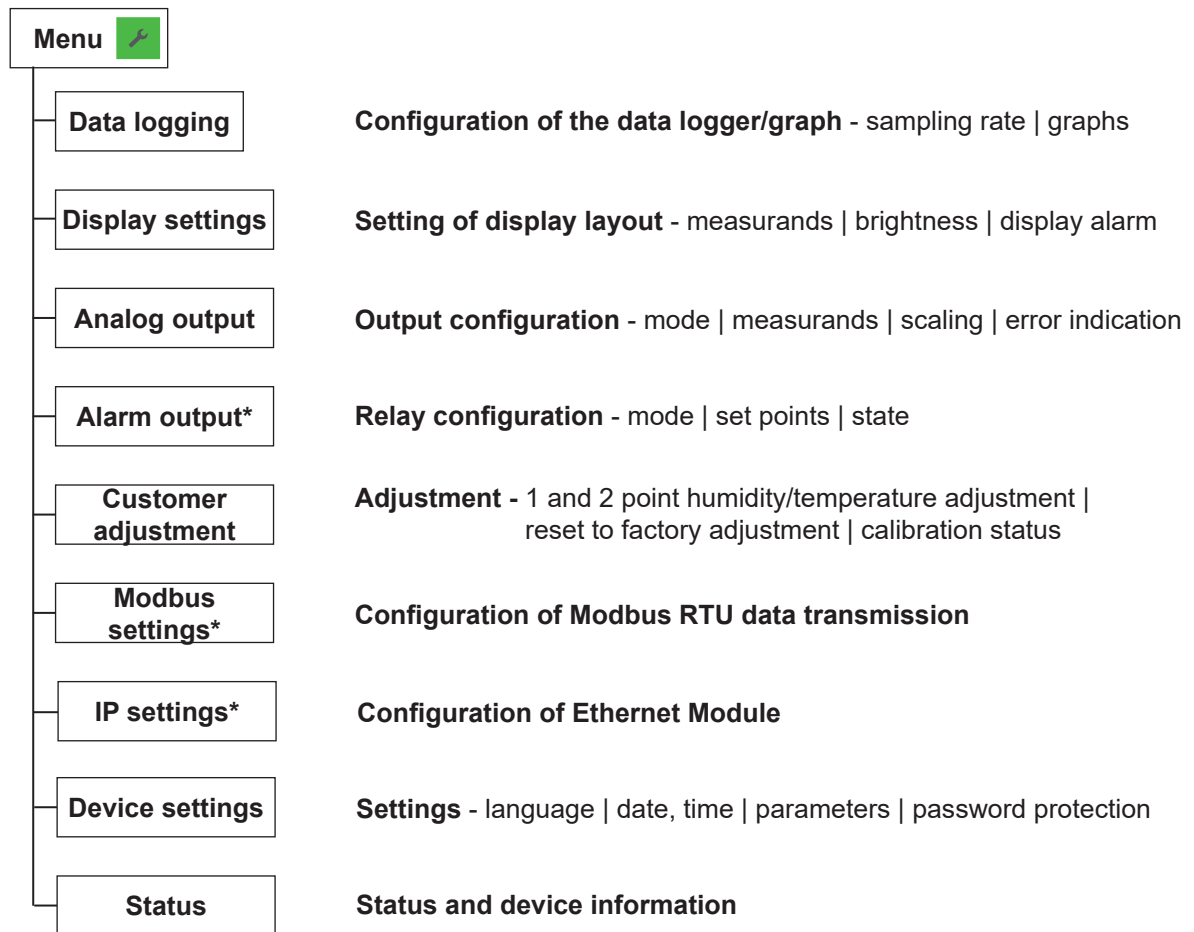 Menu
Data logging
Configuration of the data logger/graph - sampling rate | graphs
Display settings
Setting of display layout - measurands | brightness | display alarm
Analog output
Output configuration - mode | measurands | scaling | error indication
Alarm output*
Relay configuration - mode | set points | state
Customer
adjustment
Adjustment - 1 and 2 point humidity/temperature adjustment |
reset to factory adjustment | calibration status
Modbus
settings*
Configuration of Modbus RTU data transmission
IP settings*
Configuration of Ethernet Module
Device settings
Settings - language | date, time | parameters | password protection
Status
Status and device information